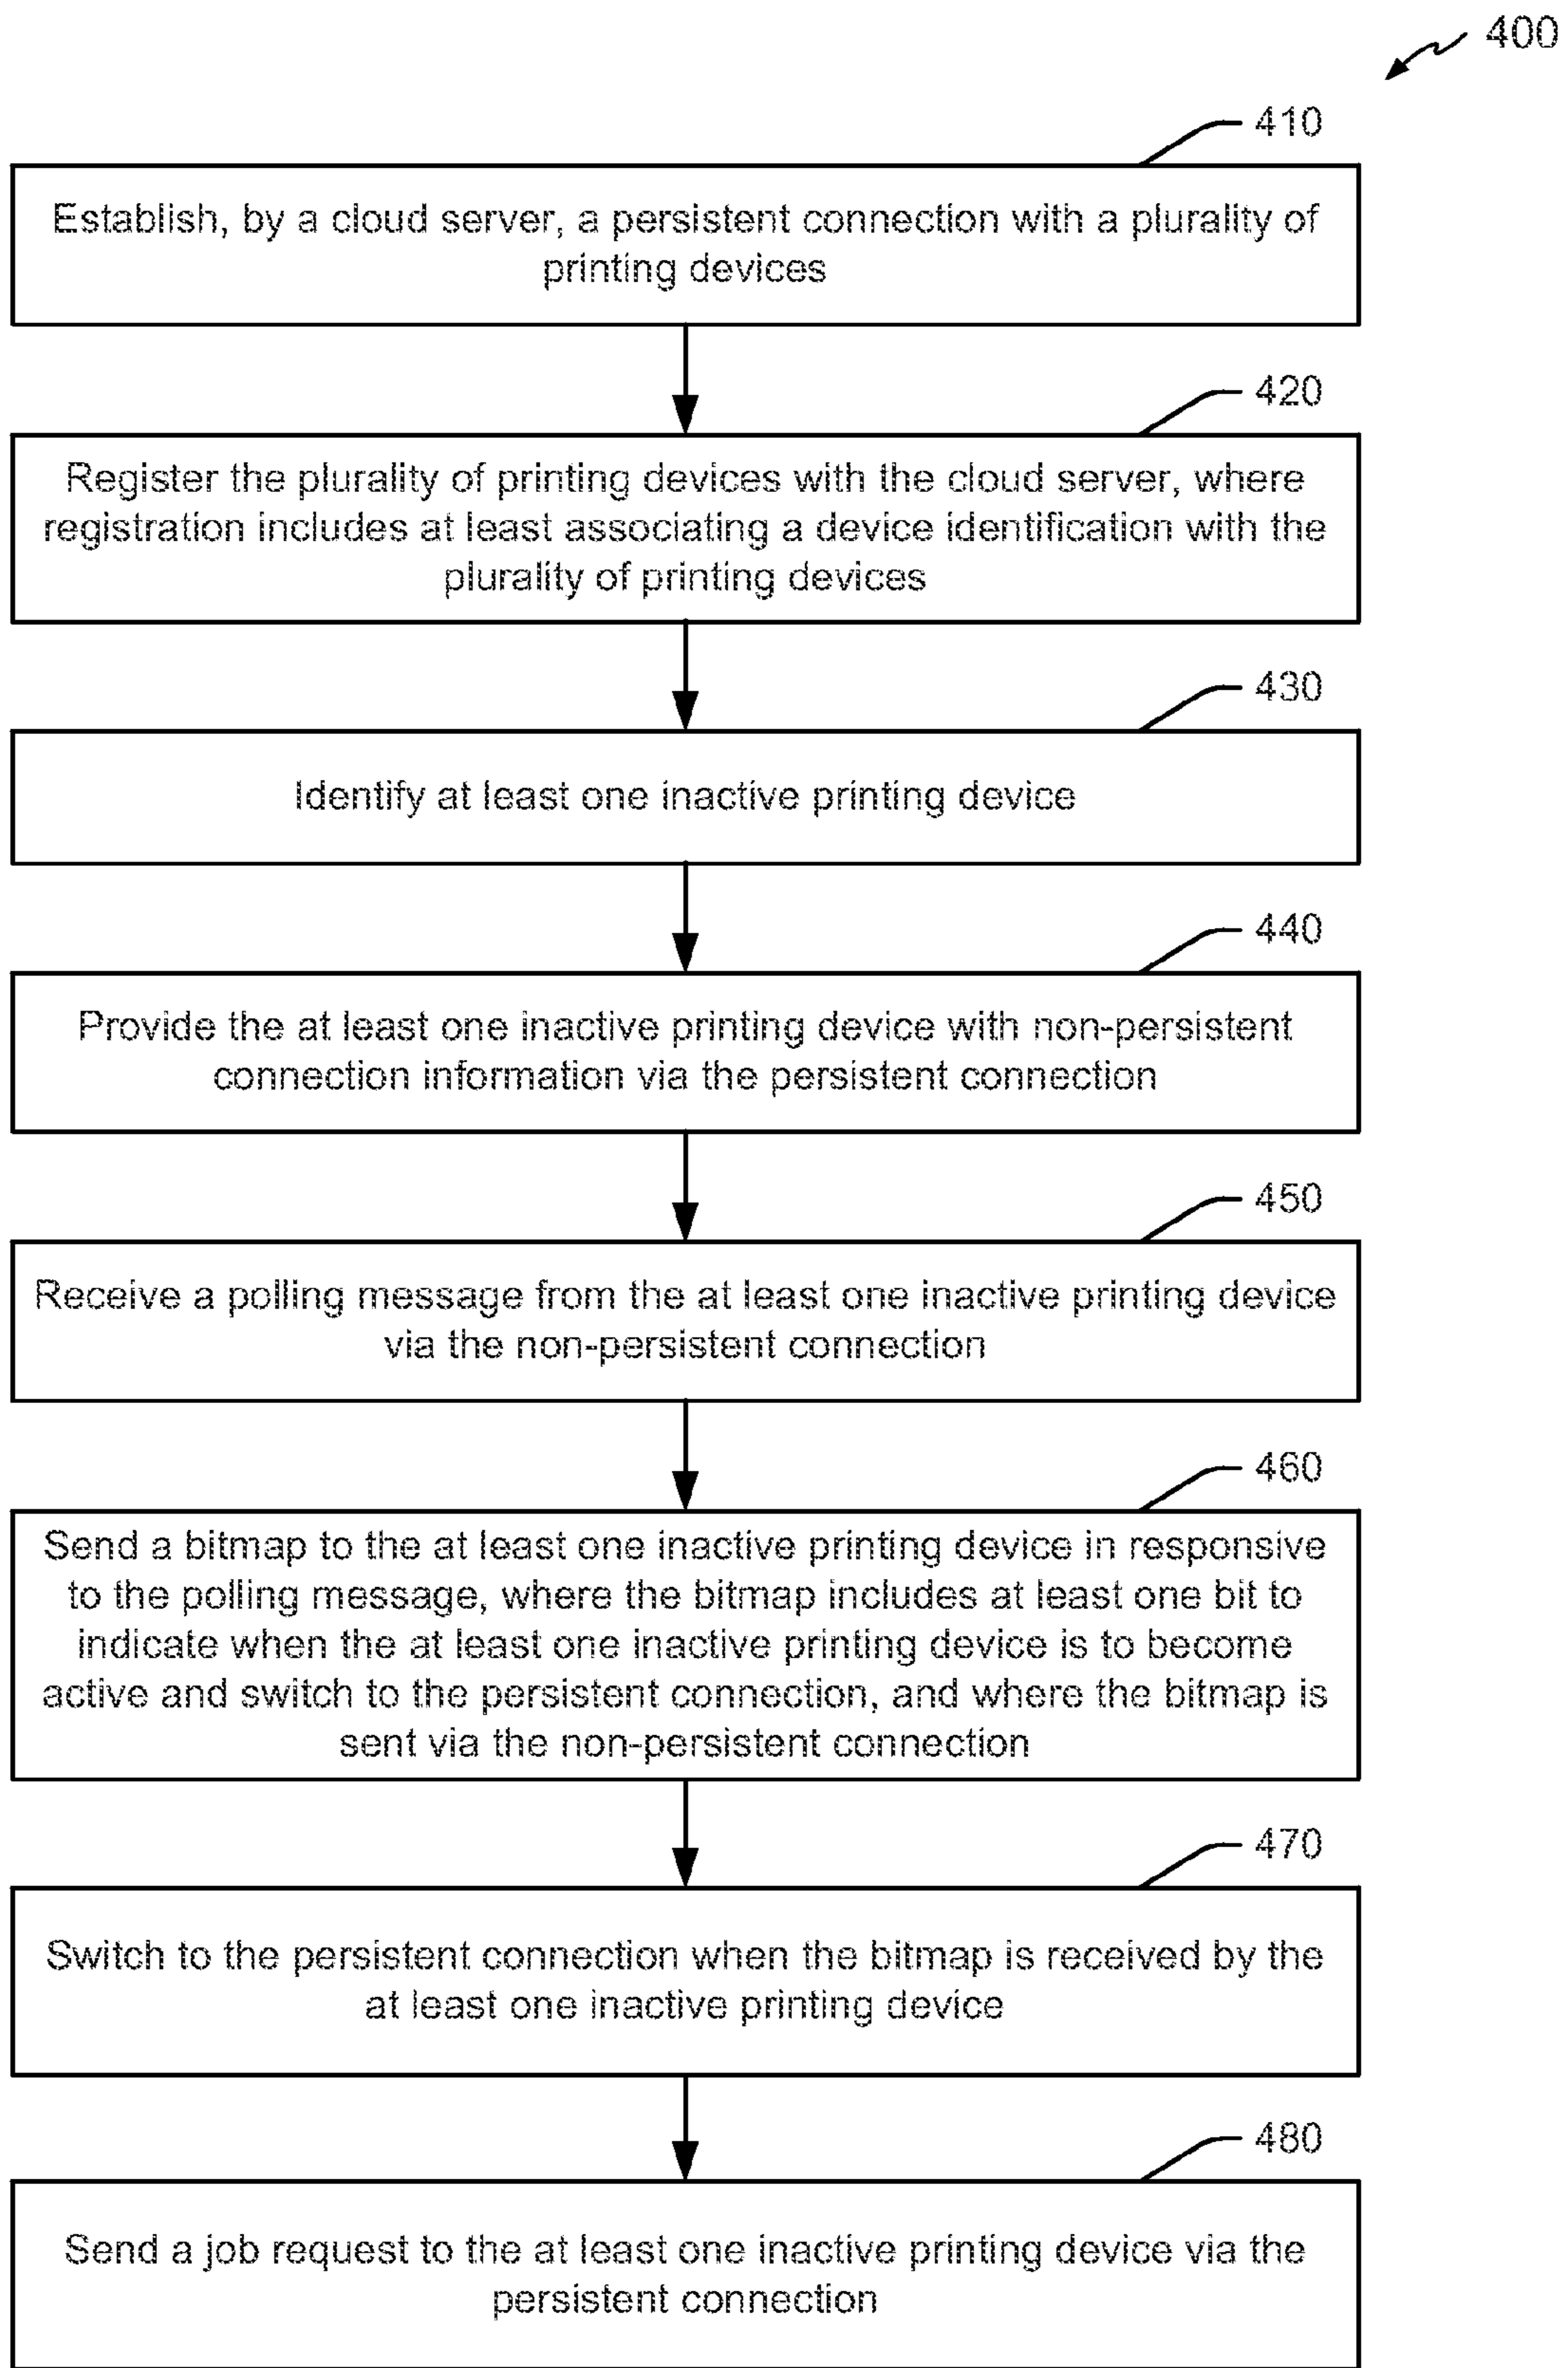 400
410
Establish, by a cloud server, a persistent connection with a plurality of
printing devices
420
Register the plurality of printing devices with the cloud server, where
registration includes at least associating a device identification with the
plurality of printing devices
430
Identify at least one inactive printing device
440
Provide the at least one inactive printing device with non-persistent
connection information via the persistent connection
450
Receive a polling message from the at least one inactive printing device
via the non-persistent connection
460
Send a bitmap to the at least one inactive printing device in responsive
to the polling message, where the bitmap includes at least one bit to
indicate when the at least one inactive printing device is to become
active and switch to the persistent connection, and where the bitmap is
sent via the non-persistent connection
470
Switch to the persistent connection when the bitmap is received by the
at least one inactive printing device
480
Send a job request to the at least one inactive printing device via the
persistent connection